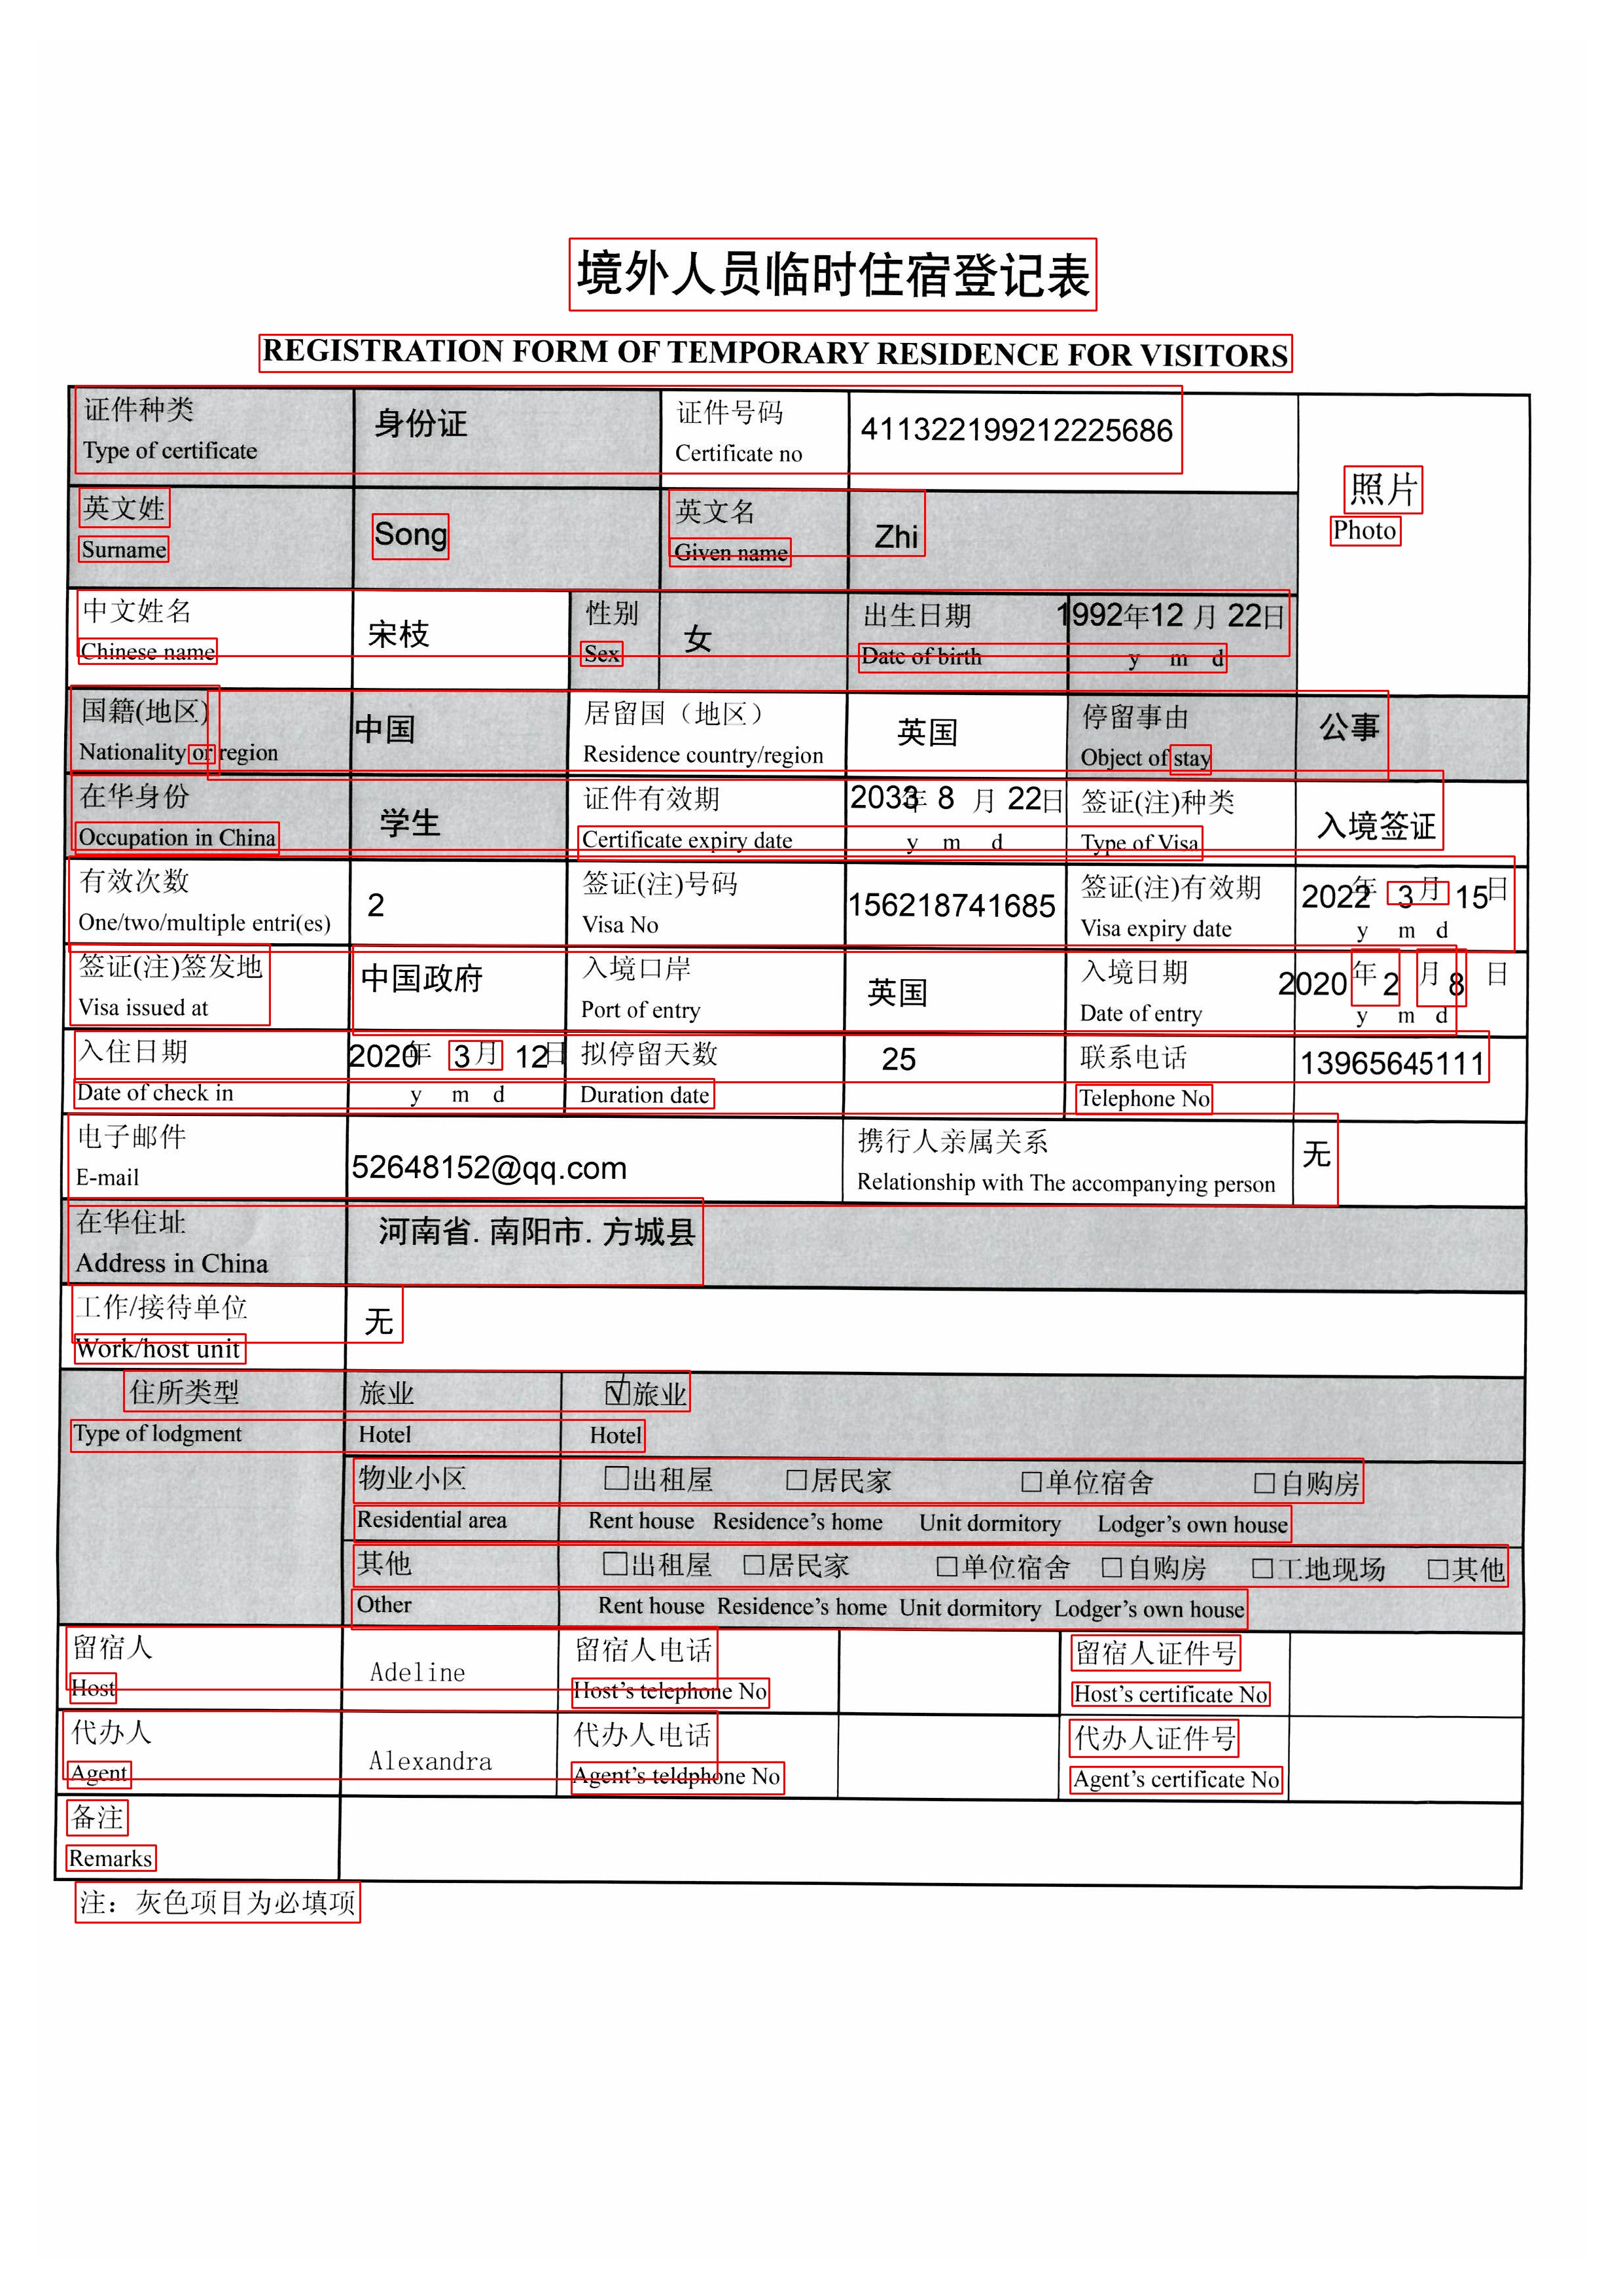 境外人员临时住宿登记表
REGISTRATION FORM OF TEMPORARY RESIDENCE FOR VISITORS
证件种类 身份证 证件号码 411322199212225686
Type of certificate Certificate no
照片
Photo
英文姓 Song 英文名 Zhi
Surname Given name
中文姓名 宋枝 性别 女 出生日期 1992年12 月 22日
Chinese name Sex Date of birth y m d
国籍(地区) 中国 居留国（地区） 英国 停留事由 公事
Nationality or region Residence country/region Object of stay
在华身份 学生 证件有效期 2033年 8 月 22日 签证(注)种类 入境签证
Occupation in China Certificate expiry date y m d Type of Visa
有效次数 2 签证(注)号码 156218741685 签证(注)有效期 2022年 3月 15日
One/two/multiple entri(es) Visa No Visa expiry date y m d
签证(注)签发地 中国政府 入境口岸 英国 入境日期 2020年 2 月 8 日
Visa issued at Port of entry Date of entry y m d
入住日期 2020年 3月 12日 拟停留天数 25 联系电话 13965645111
Date of check in y m d Duration date Telephone No
电子邮件 52648152@qq.com 携行人亲属关系 无
E-mail Relationship with The accompanying person
在华住址 河南省. 南阳市. 方城县
Address in China
工作/接待单位 无
Work/host unit
住所类型 旅业 ☑旅业
Type of lodgment Hotel Hotel
物业小区 □出租屋 □居民家 □单位宿舍 □自购房
Residential area Rent house Residence's home Unit dormitory Lodger's own house
其他 □出租屋 □居民家 □单位宿舍 □自购房 □工地现场 □其他
Other Rent house Residence's home Unit dormitory Lodger's own house
留宿人 Adeline 留宿人电话 留宿人证件号
Host Host's telephone No Host's certificate No
代办人 Alexandra 代办人电话 代办人证件号
Agent Agent's teldphone No Agent's certificate No
备注
Remarks
注：灰色项目为必填项